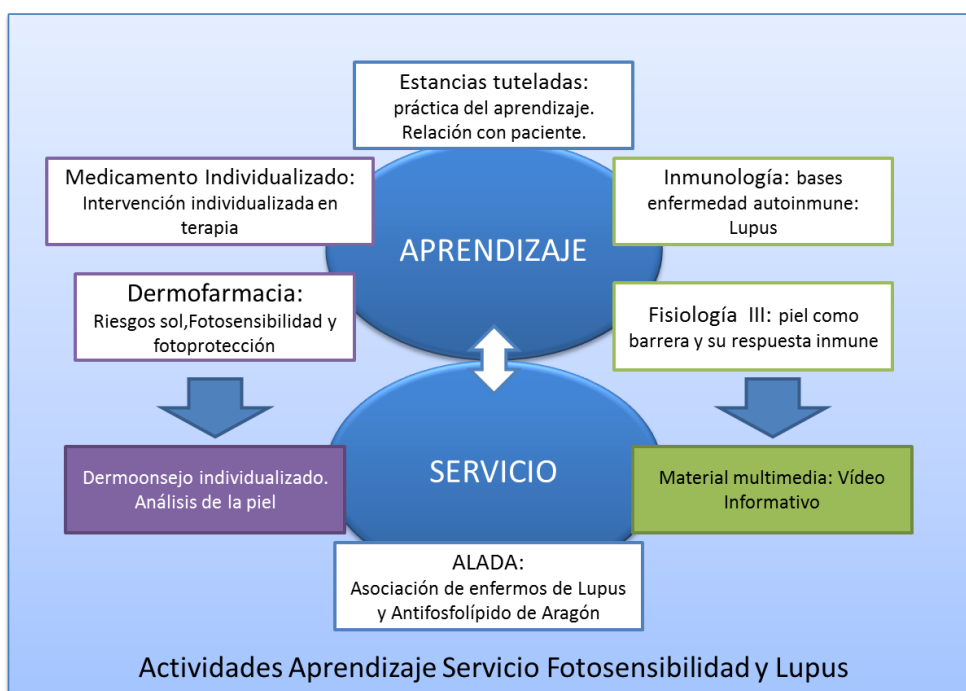 Estancias tuteladas:
práctica del aprendizaje.
Relación con paciente.
Medicamento Individualizado:
Intervención individualizada en
terapia
Inmunología: bases
enfermedad autoinmune:
Lupus
APRENDIZAJE
Dermofarmacia:
Riesgos sol,Fotosensibilidad y
fotoprotección
Fisiología III: piel como
barrera y su respuesta inmune
SERVICIO
Dermoonsejo individualizado.
Análisis de la piel
Material multimedia: Vídeo
Informativo
ALADA:
Asociación de enfermos de Lupus
y Antifosfolípido de Aragón
Actividades Aprendizaje Servicio Fotosensibilidad y Lupus